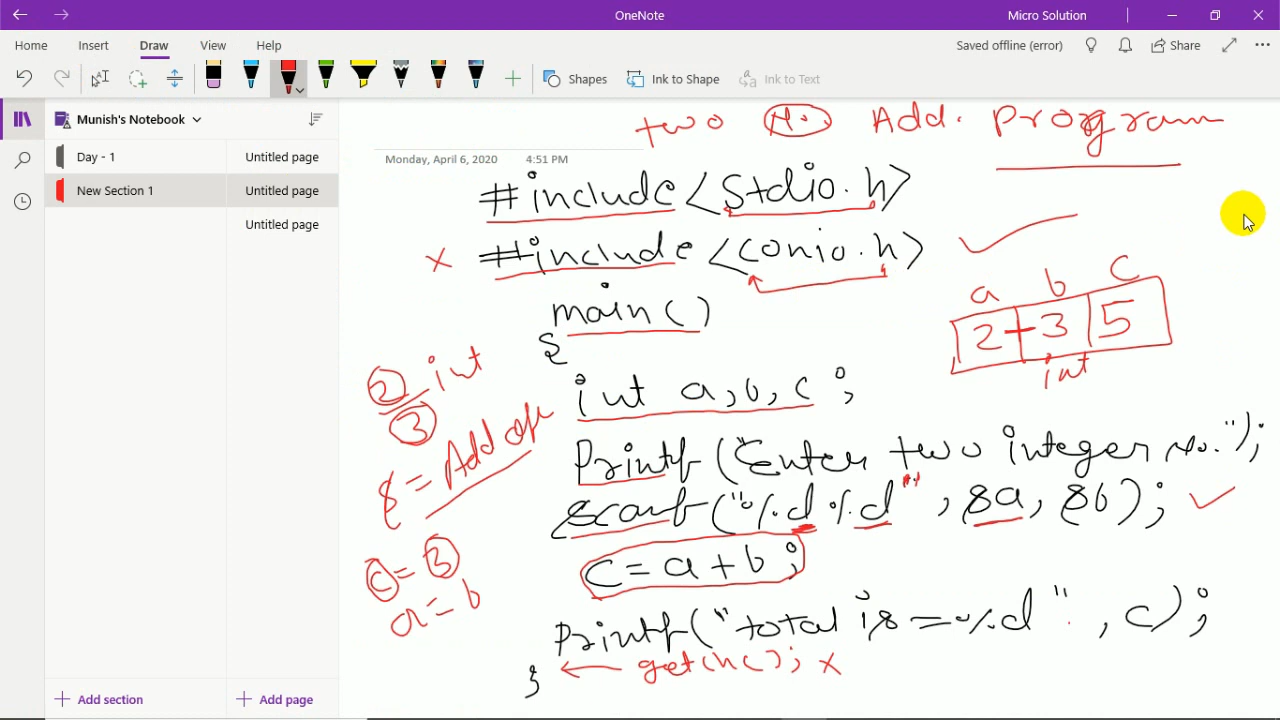 OneNote
Micro Solution
Home Insert Draw View Help
Saved offline (error)
Share
Shapes
Ink to Shape
Ink to Text
Munish's Notebook
Day - 1
New Section 1
Untitled page
Untitled page
Untitled page
Add section
Add page
two No. Add. Program
Monday, April 6, 2020 4:51 PM
#include <Stdio.h>
x #include <conio.h>
main()
{
int a, b, c;
Printf("Enter two integer No.");
scanf("%d%d", &a, &b);
c = a + b;
Printf("total is = %d", c);
getch(); x
}
a b c
2 + 3 5
int
2 int
3
& = Add of
c = 3
a = b